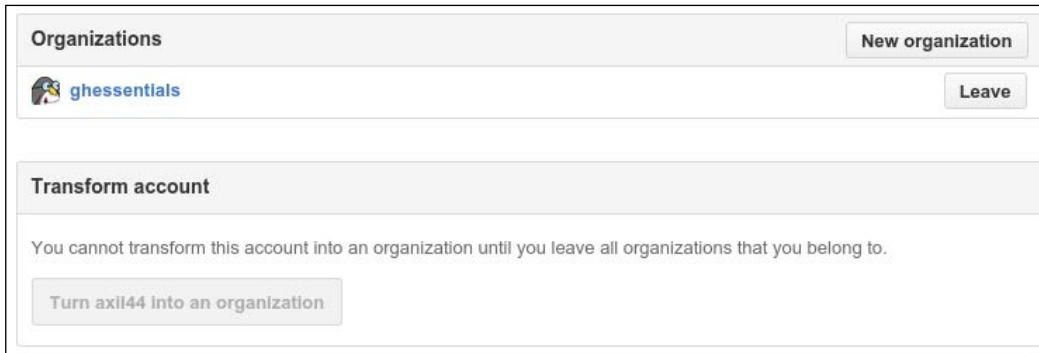 Organizations
New organization
ghessentials
Leave
Transform account
You cannot transform this account into an organization until you leave all organizations that you belong to.
Turn axil44 into an organization